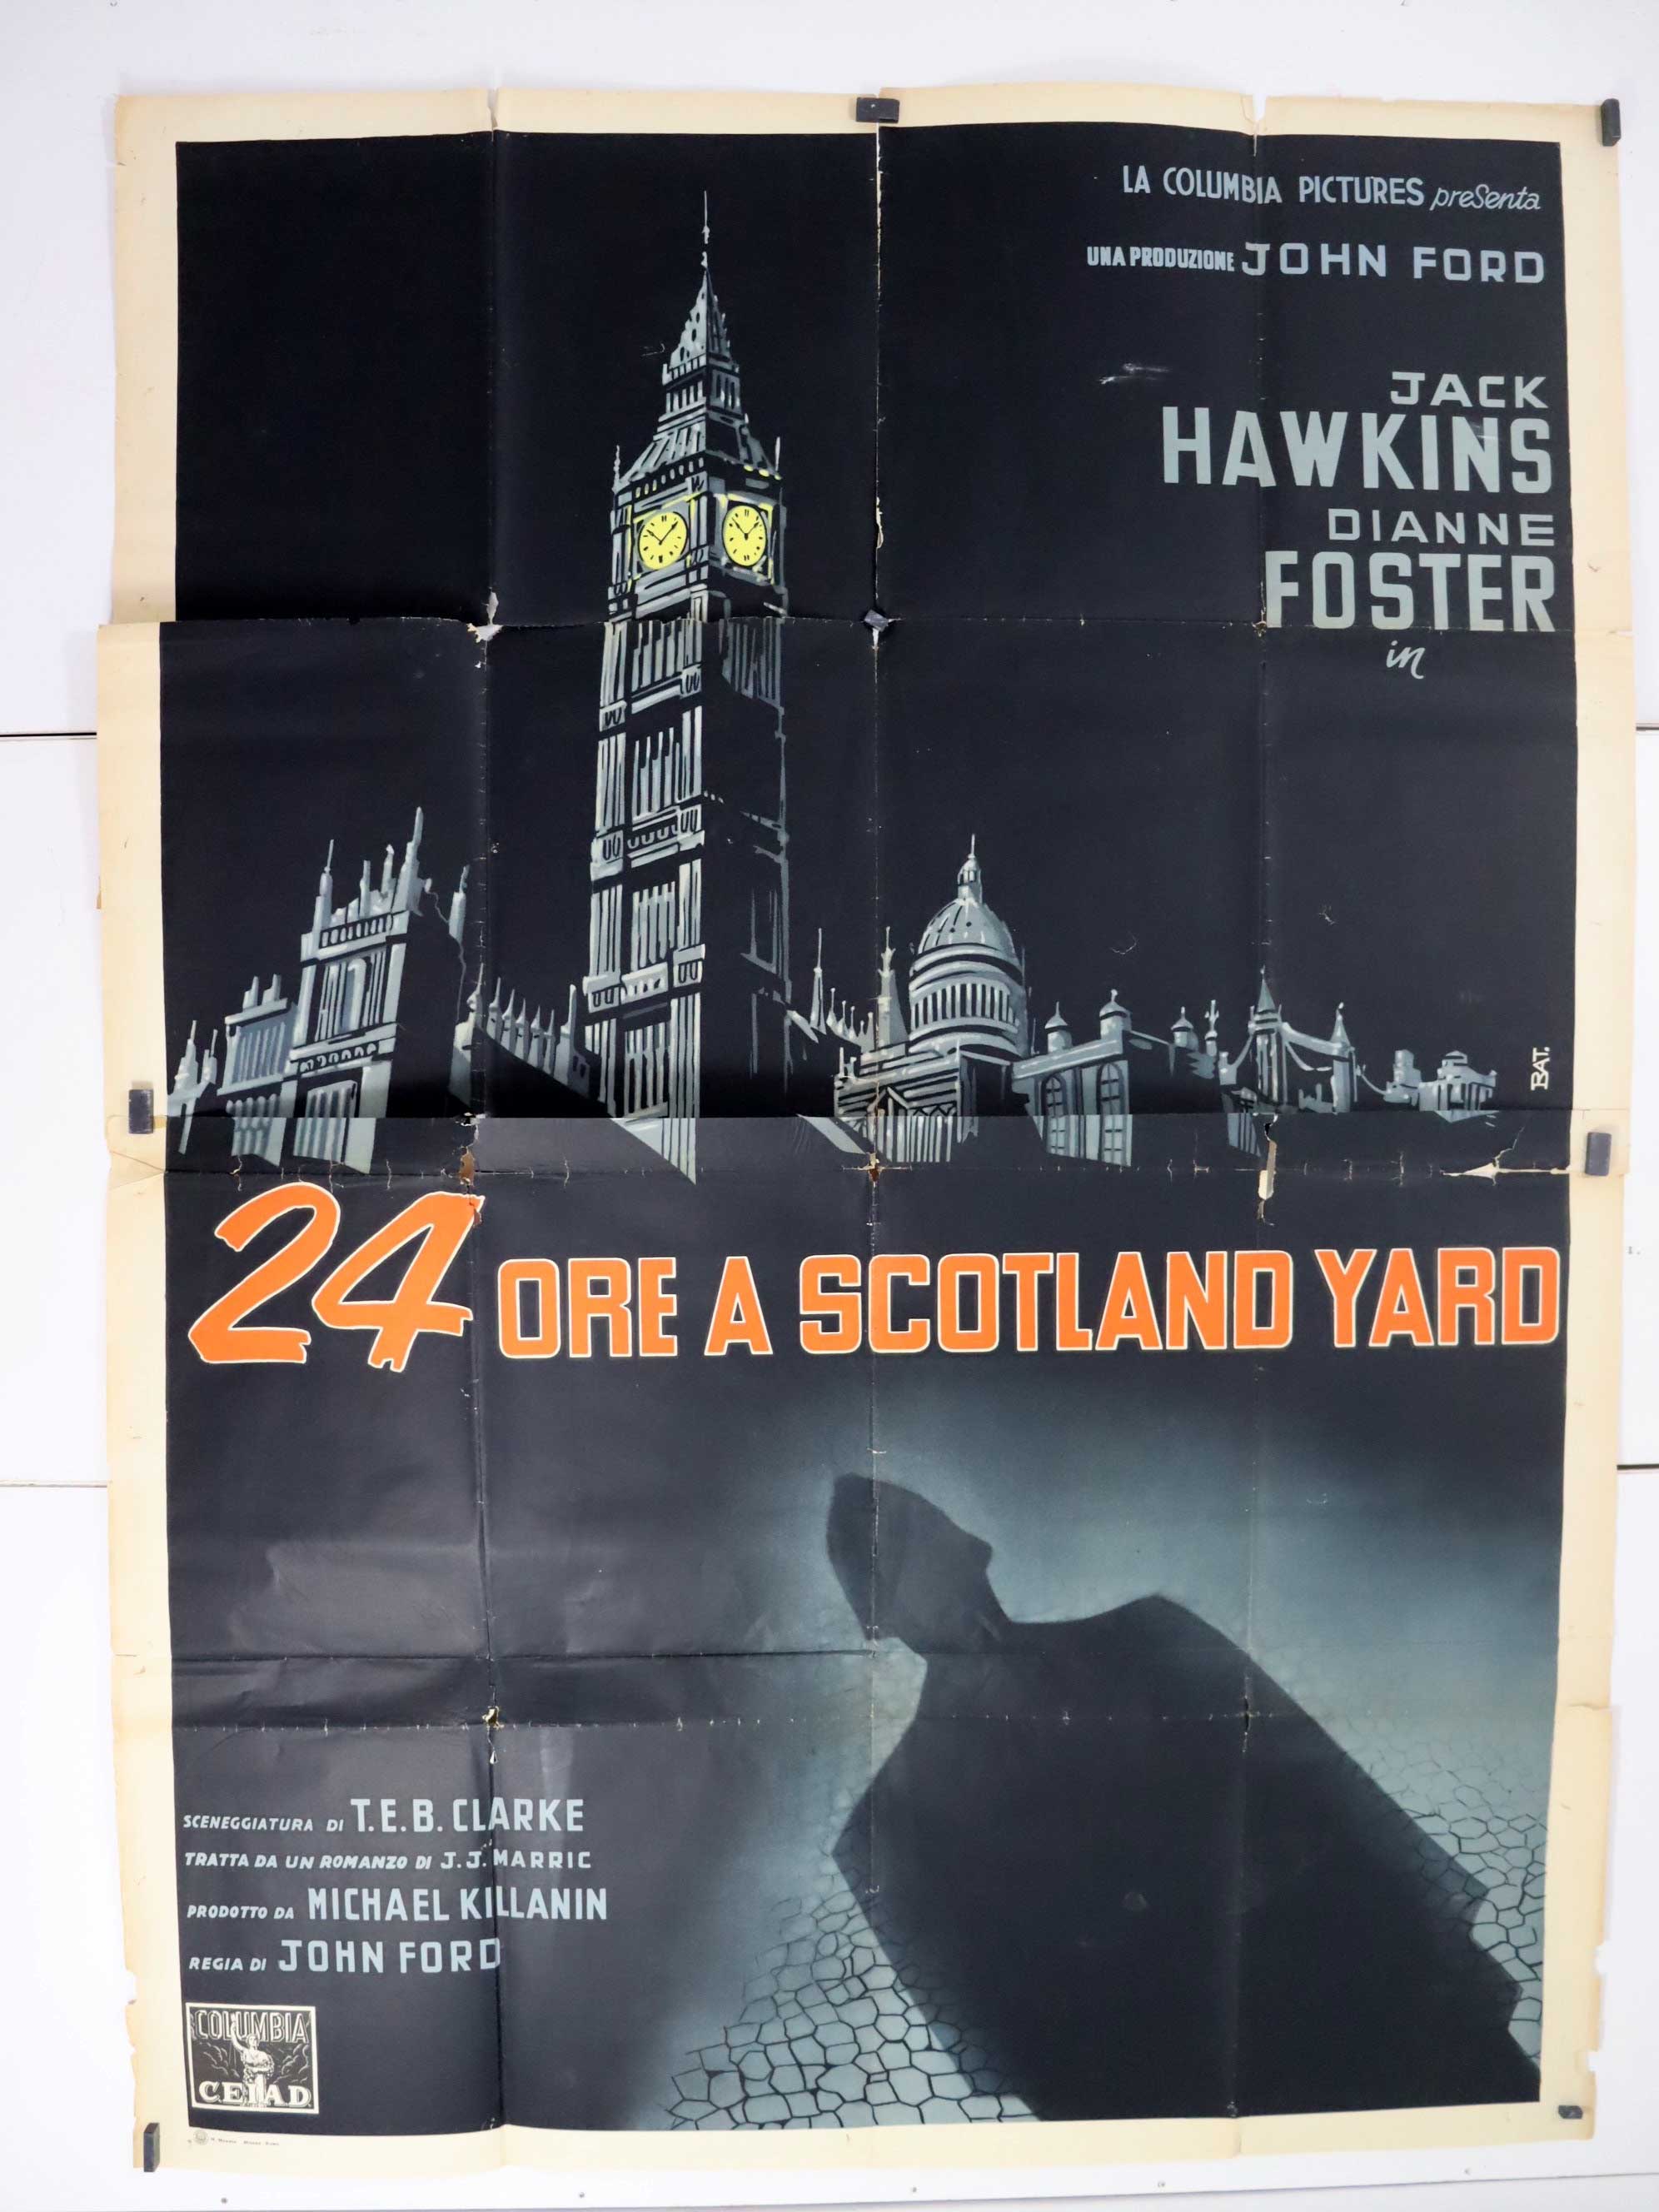 LA COLUMBIA PICTURES preSenta
UNA PRODUZIONE JOHN FORD
JACK
HAWKINS
DIANNE
FOSTER
in
BAT.
24 ORE A SCOTLAND YARD
SCENEGGIATURA DI T.E.B. CLARKE
TRATTA DA UN ROMANZO DI J.J. MARRIC
PRODOTTO DA MICHAEL KILLANIN
REGIA DI JOHN FORD
COLUMBIA
CEIAD